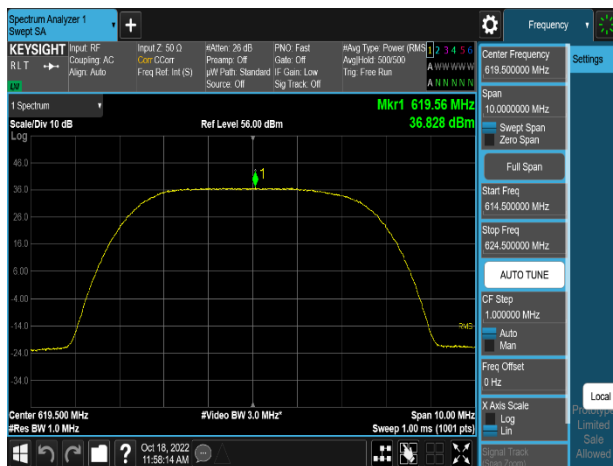 Spectrum Analyzer 1
Swept SA
+
Frequency
KEYSIGHT
RLT
LW
Input: RF
Coupling: AC
Align: Auto
Input Z: 50 Ω
Corr CCorr
Freq Ref: Int (S)
#Atten: 26 dB
Preamp: Off
µW Path: Standard
Source: Off
PNO: Fast
Gate: Off
IF Gain: Low
Sig Track: Off
#Avg Type: Power (RMS
Avg|Hold: 500/500
Trig: Free Run
1 2 3 4 5 6
A W W W W W
A N N N N N
1 Spectrum
Scale/Div 10 dB
Ref Level 56.00 dBm
Mkr1 619.56 MHz
36.828 dBm
Log
46.0
36.0
26.0
16.0
6.00
-4.00
-14.0
-24.0
-34.0
1
RMS
Center 619.500 MHz
#Res BW 1.0 MHz
#Video BW 3.0 MHz*
Span 10.00 MHz
Sweep 1.00 ms (1001 pts)
?
Oct 18, 2022
11:58:14 AM
Center Frequency
619.500000 MHz
Settings
Span
10.0000000 MHz
Swept Span
Zero Span
Full Span
Start Freq
614.500000 MHz
Stop Freq
624.500000 MHz
AUTO TUNE
CF Step
1.000000 MHz
Auto
Man
Freq Offset
0 Hz
X Axis Scale
Log
Lin
Signal Track
(Span Zoom)
Local
Prototype
Limited
Sale
Allowed